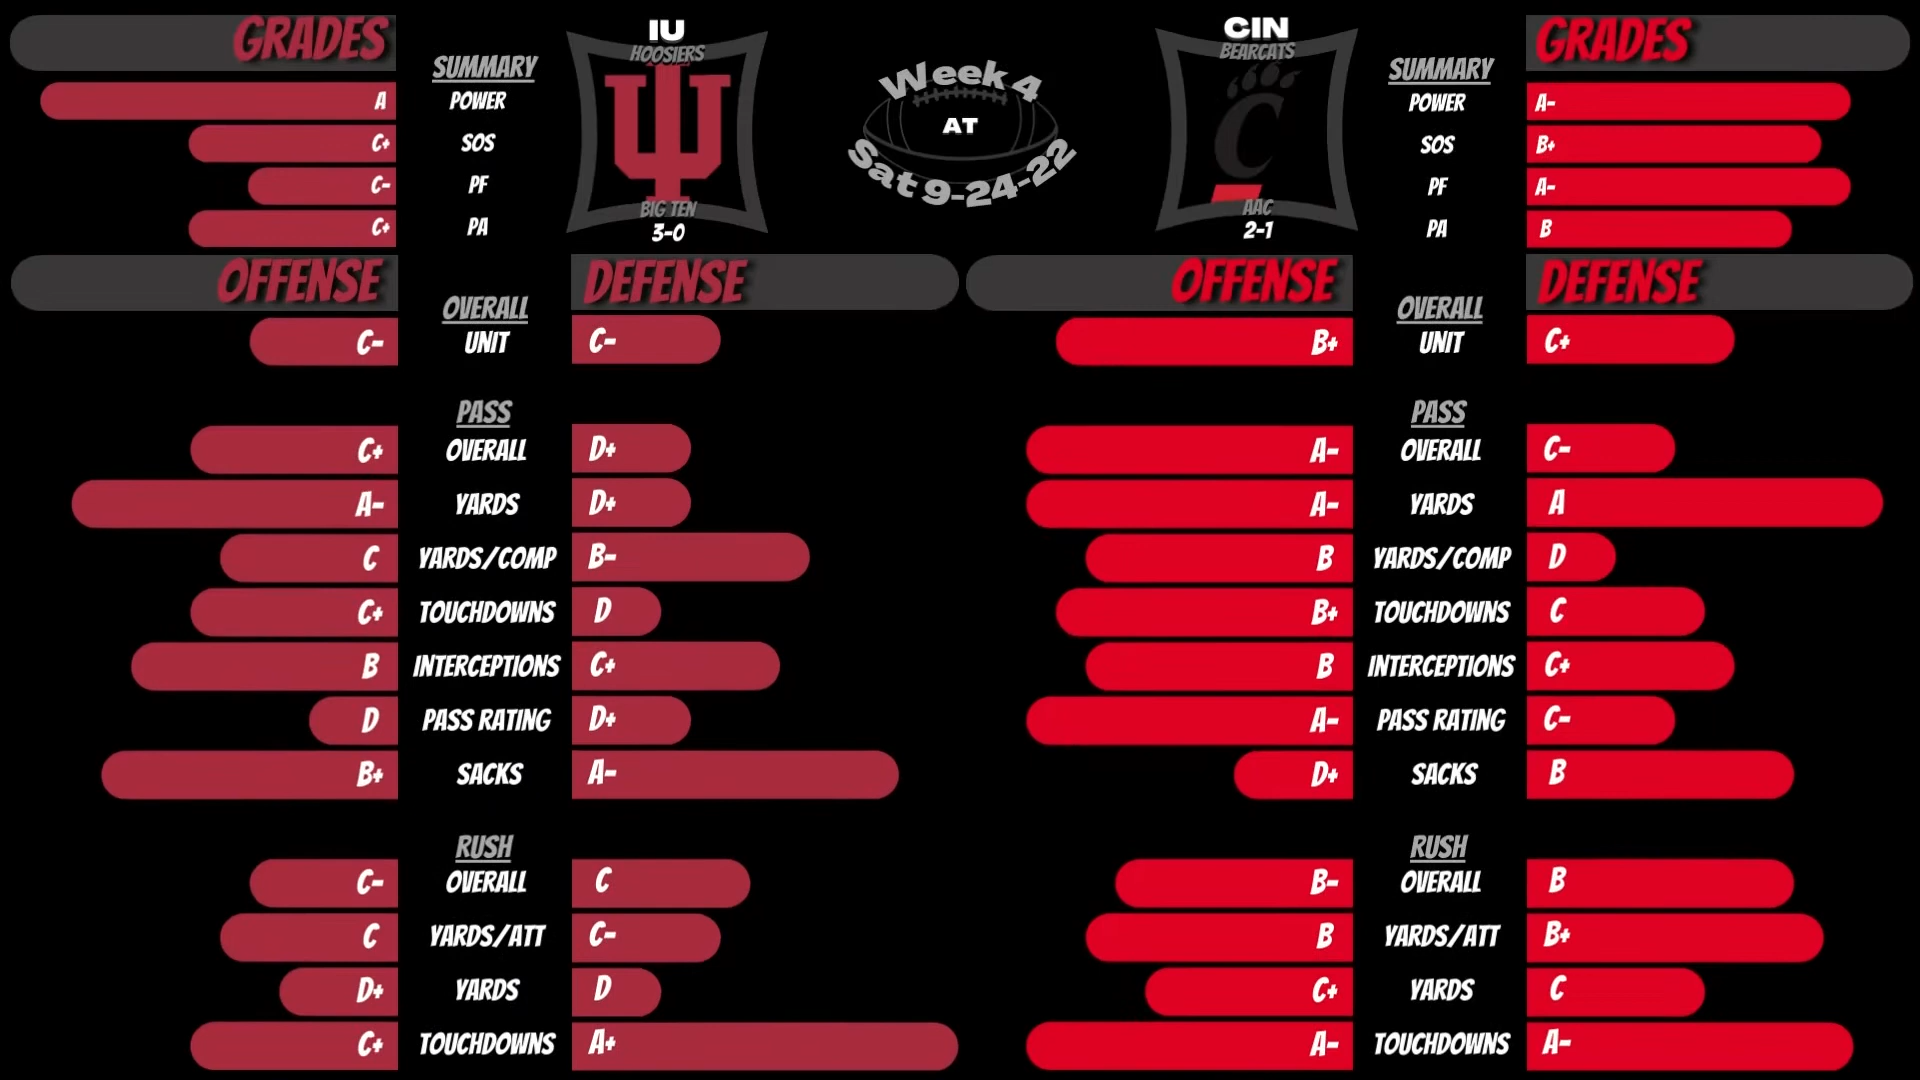 GRADES
SUMMARY
A POWER
C+ SOS
C- PF
C+ PA
IU
HOOSIERS
BIG TEN
3-0
Week 4
AT
Sat 9-24-22
CIN
BEARCATS
C
AAC
2-1
SUMMARY
GRADES
POWER A-
SOS B+
PF A-
PA B
OFFENSE DEFENSE
OVERALL
C- UNIT C-
PASS
C+ OVERALL D+
A- YARDS D+
C YARDS/COMP B-
C+ TOUCHDOWNS D
B INTERCEPTIONS C+
D PASS RATING D+
B+ SACKS A-
RUSH
C- OVERALL C
C YARDS/ATT C-
D+ YARDS D
C+ TOUCHDOWNS A+
OFFENSE DEFENSE
OVERALL
B+ UNIT C+
PASS
A- OVERALL C-
A- YARDS A
B YARDS/COMP D
B+ TOUCHDOWNS C
B INTERCEPTIONS C+
A- PASS RATING C-
D+ SACKS B
RUSH
B- OVERALL B
B YARDS/ATT B+
C+ YARDS C
A- TOUCHDOWNS A-